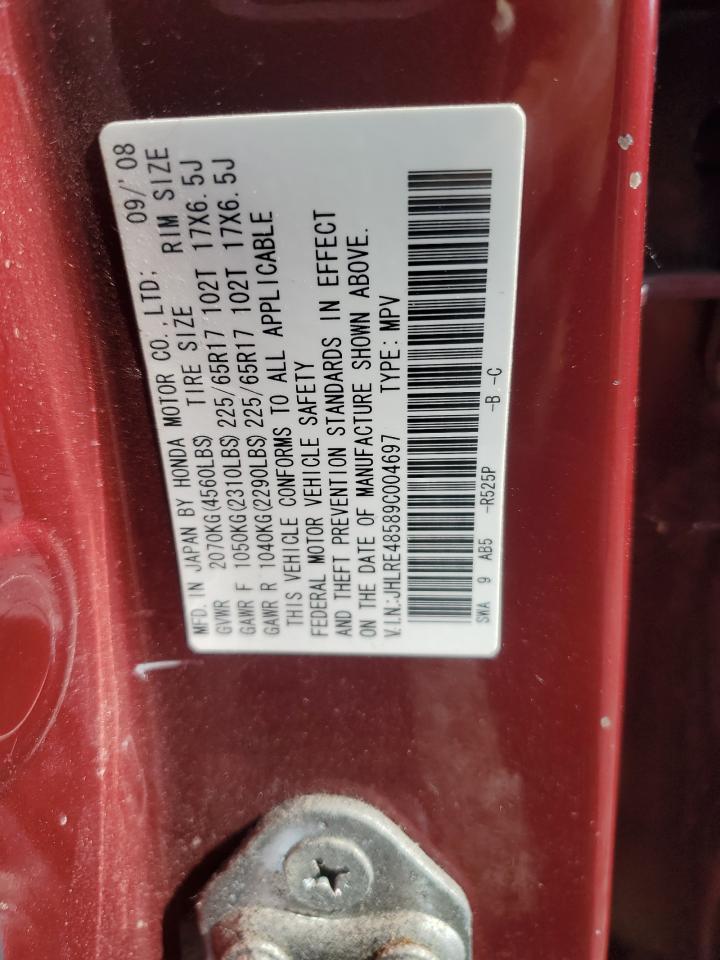 MFD. IN JAPAN BY HONDA MOTOR CO., LTD: 09/'08
GVWR 2070KG(4560LBS) TIRE SIZE RIM SIZE
GAWR F 1050KG(2310LBS) 225/65R17 102T 17X6.5J
GAWR R 1040KG(2290LBS) 225/65R17 102T 17X6.5J
THIS VEHICLE CONFORMS TO ALL APPLICABLE
FEDERAL MOTOR VEHICLE SAFETY
AND THEFT PREVENTION STANDARDS IN EFFECT
ON THE DATE OF MANUFACTURE SHOWN ABOVE.
V.I.N.:JHLRE48589C004697 TYPE: MPV
SWA 9 AB5 -R525P -B -C